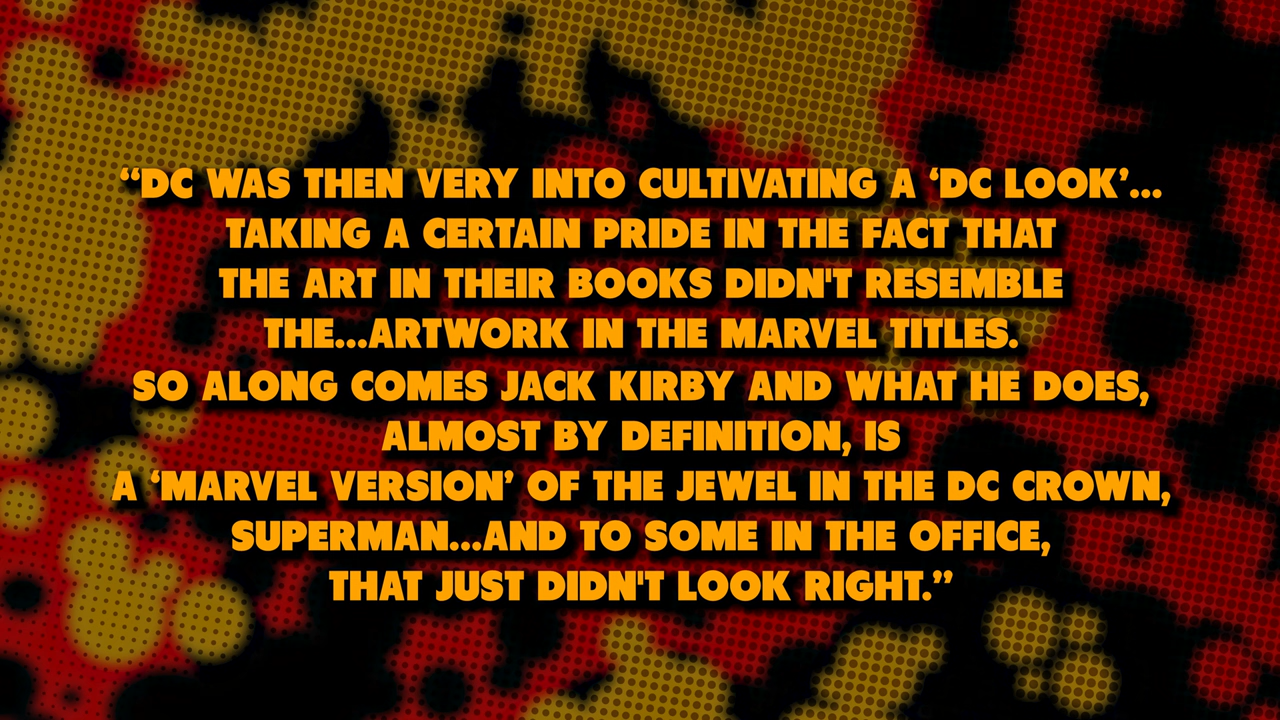 “DC WAS THEN VERY INTO CULTIVATING A ‘DC LOOK’...
TAKING A CERTAIN PRIDE IN THE FACT THAT
THE ART IN THEIR BOOKS DIDN'T RESEMBLE
THE...ARTWORK IN THE MARVEL TITLES.
SO ALONG COMES JACK KIRBY AND WHAT HE DOES,
ALMOST BY DEFINITION, IS
A ‘MARVEL VERSION’ OF THE JEWEL IN THE DC CROWN,
SUPERMAN...AND TO SOME IN THE OFFICE,
THAT JUST DIDN'T LOOK RIGHT.”